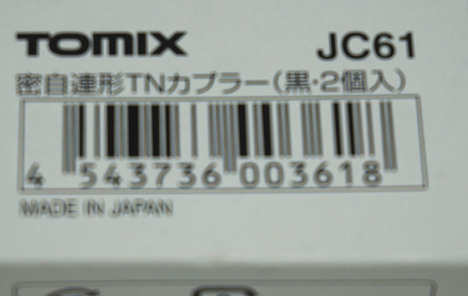 TOMIX JC61
密自連形TNカプラー(黒・2個入)
4 543736 003618
MADE IN JAPAN